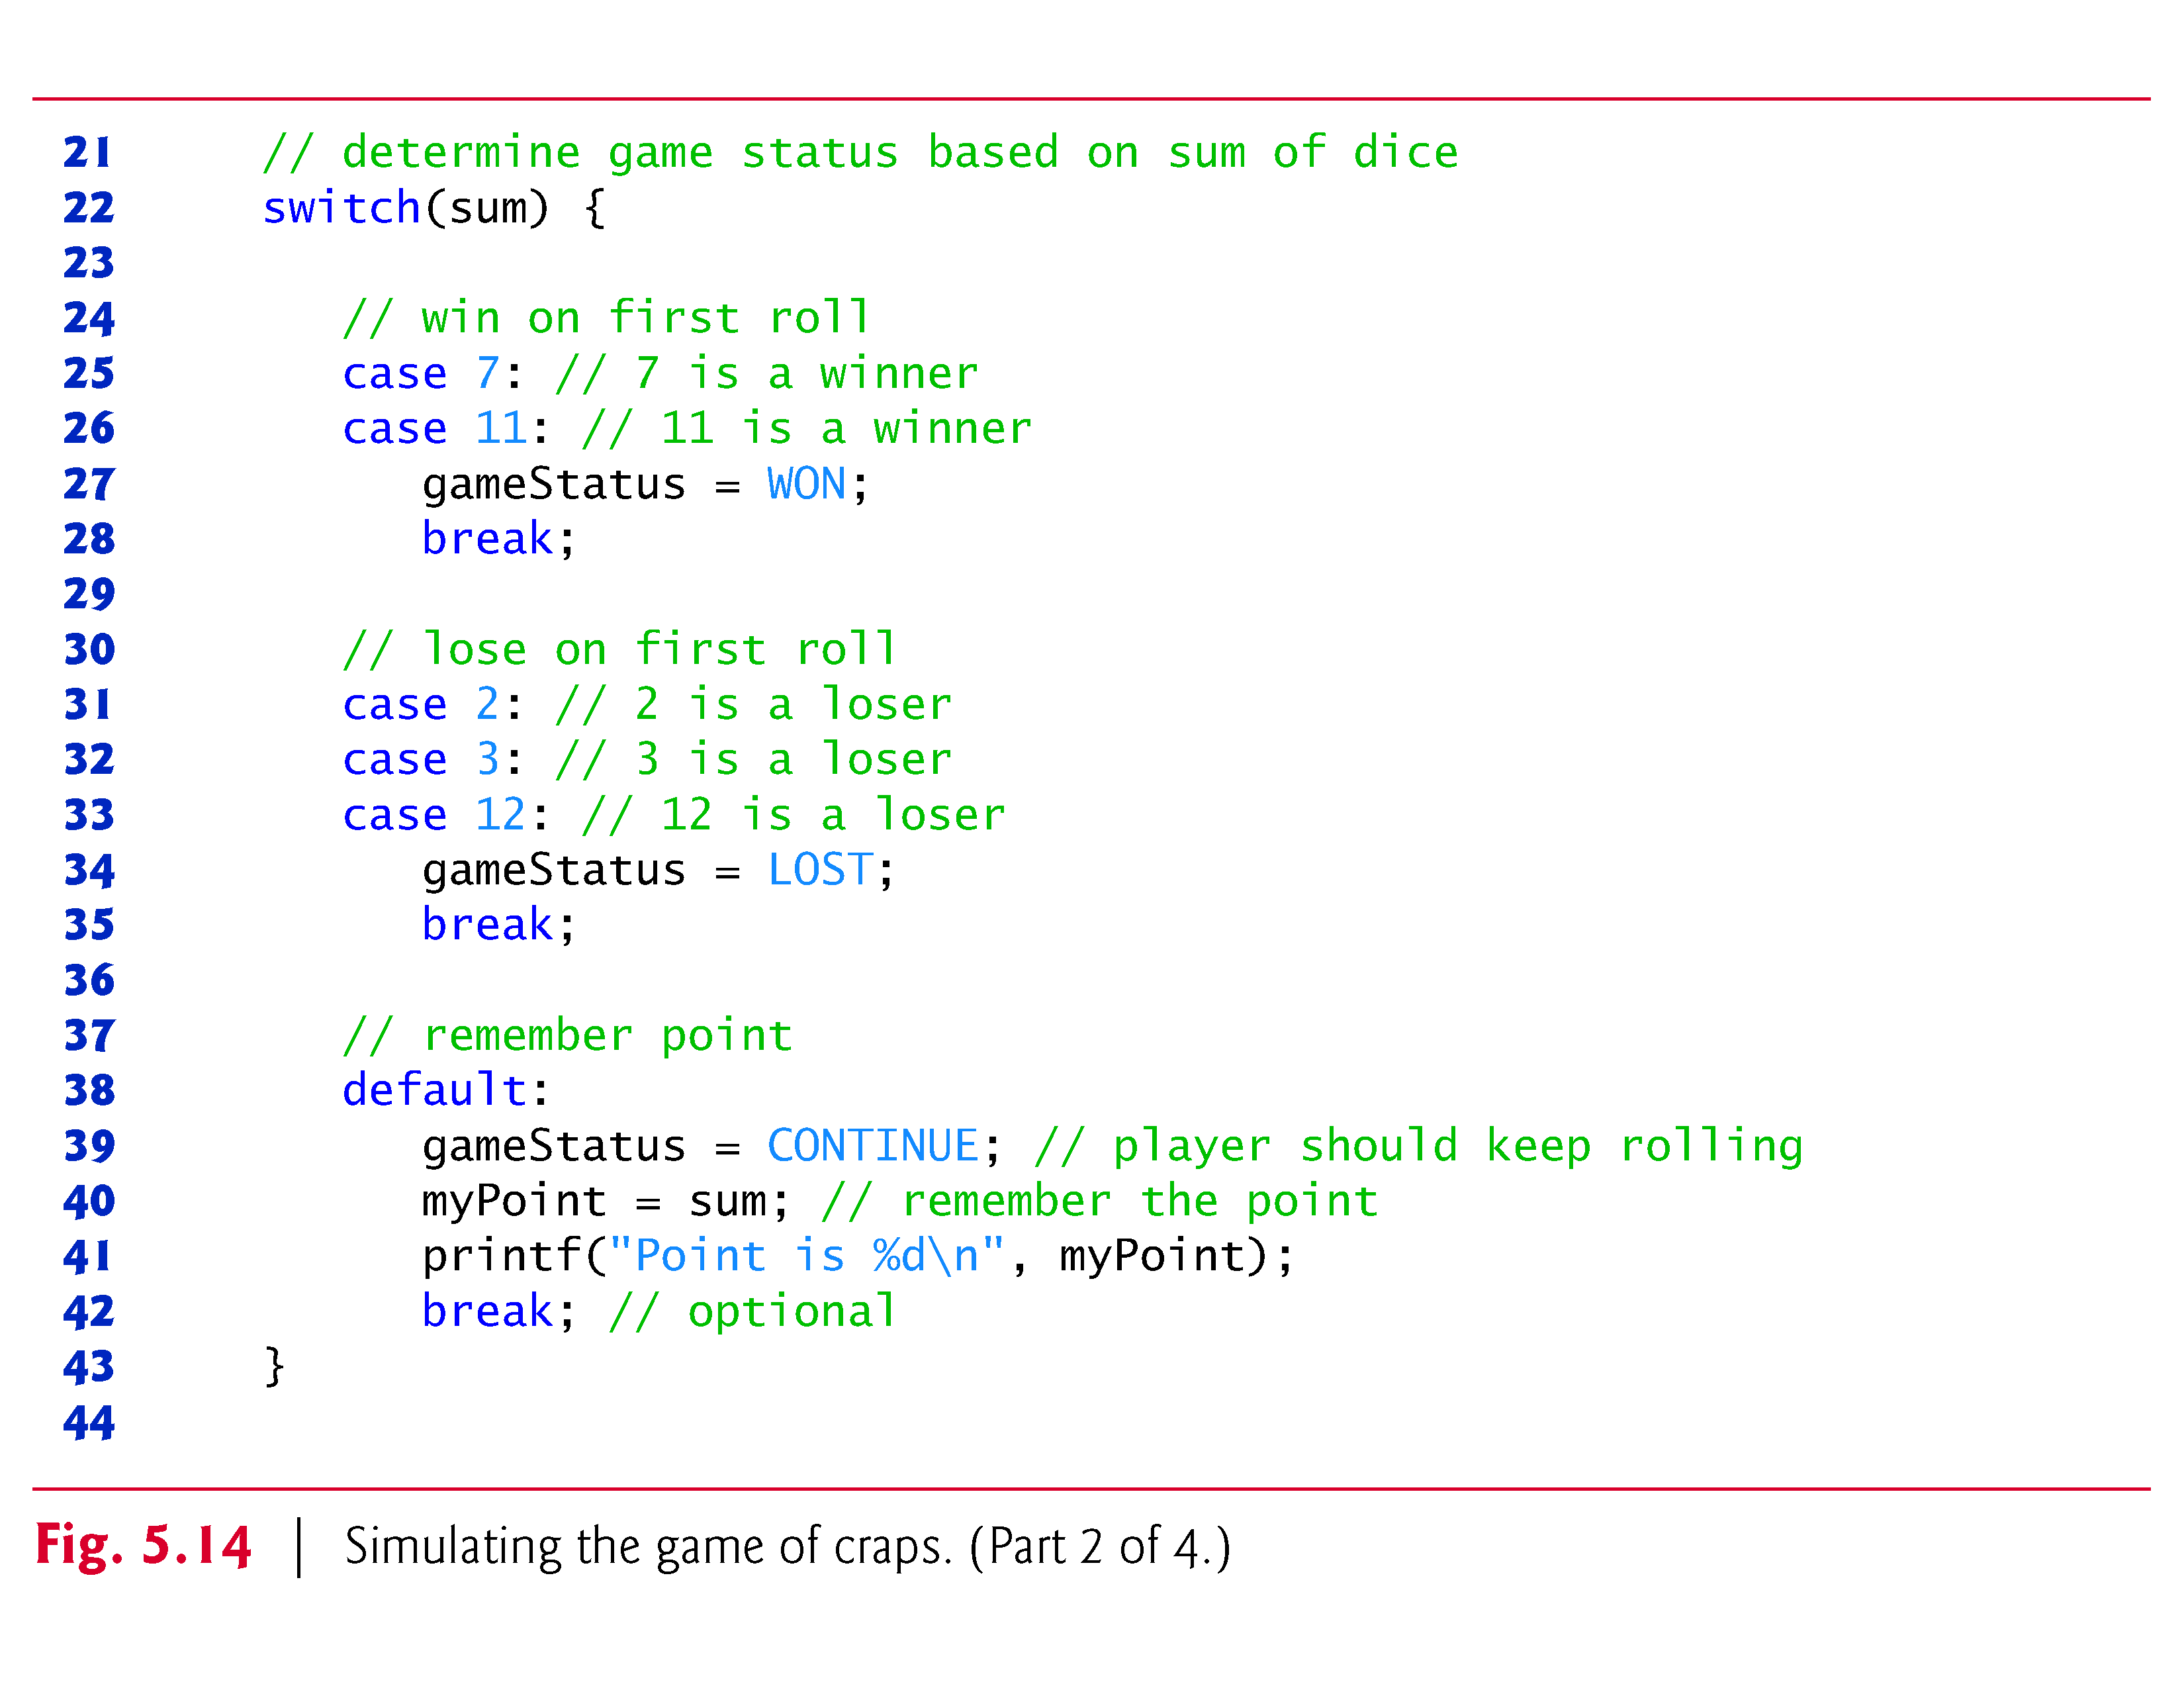 21 // determine game status based on sum of dice
22 switch(sum) {
23
24 // win on first roll
25 case 7: // 7 is a winner
26 case 11: // 11 is a winner
27 gameStatus = WON;
28 break;
29
30 // lose on first roll
31 case 2: // 2 is a loser
32 case 3: // 3 is a loser
33 case 12: // 12 is a loser
34 gameStatus = LOST;
35 break;
36
37 // remember point
38 default:
39 gameStatus = CONTINUE; // player should keep rolling
40 myPoint = sum; // remember the point
41 printf("Point is %d\n", myPoint);
42 break; // optional
43 }
44
Fig. 5.14 | Simulating the game of craps. (Part 2 of 4.)